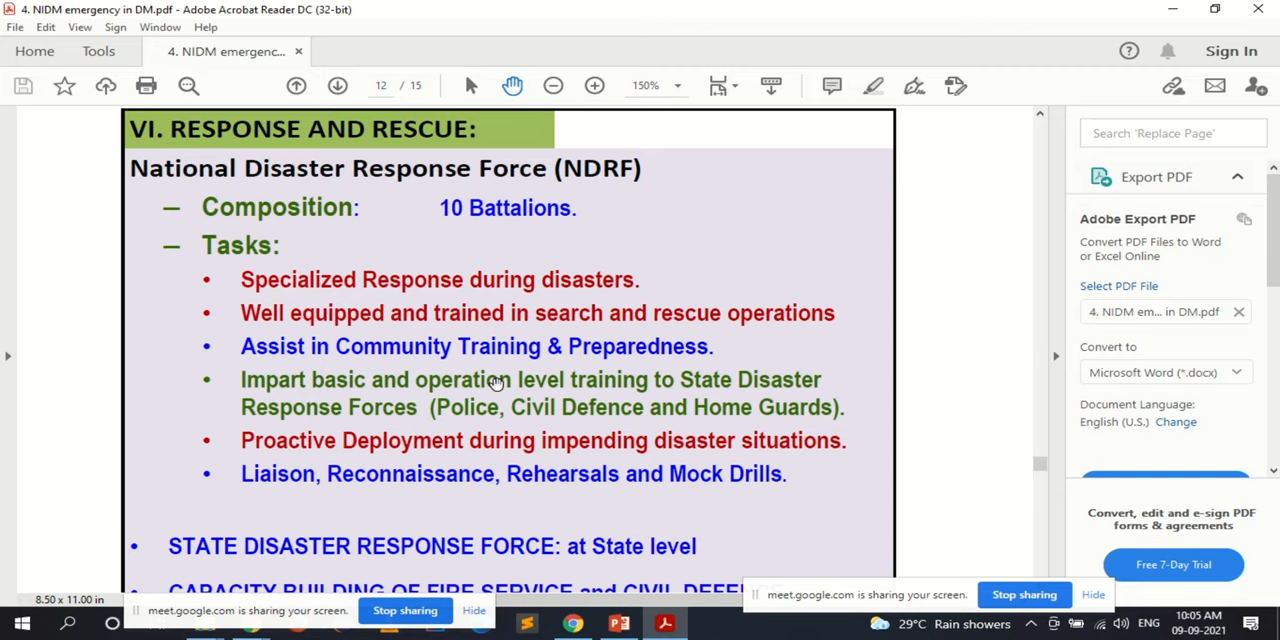 4. NIDM emergency in DM.pdf - Adobe Acrobat Reader DC (32-bit)
File Edit View Sign Window Help
Home Tools 4. NIDM emergenc... × Sign In
12 / 15 150%
VI. RESPONSE AND RESCUE:
National Disaster Response Force (NDRF)
– Composition: 10 Battalions.
– Tasks:
• Specialized Response during disasters.
• Well equipped and trained in search and rescue operations
• Assist in Community Training & Preparedness.
• Impart basic and operation level training to State Disaster
Response Forces (Police, Civil Defence and Home Guards).
• Proactive Deployment during impending disaster situations.
• Liaison, Reconnaissance, Rehearsals and Mock Drills.
• STATE DISASTER RESPONSE FORCE: at State level
• CAPACITY BUILDING OF FIRE SERVICE and CIVIL DEFENCE
Search 'Replace Page'
Export PDF
Adobe Export PDF
Convert PDF Files to Word
or Excel Online
Select PDF File
4. NIDM em... in DM.pdf
Convert to
Microsoft Word (*.docx)
Document Language:
English (U.S.) Change
Convert, edit and e-sign PDF
forms & agreements
Free 7-Day Trial
8.50 x 11.00 in
meet.google.com is sharing your screen. Stop sharing Hide
meet.google.com is sharing your screen. Stop sharing Hide
29°C Rain showers ENG
10:05 AM
09-09-2021